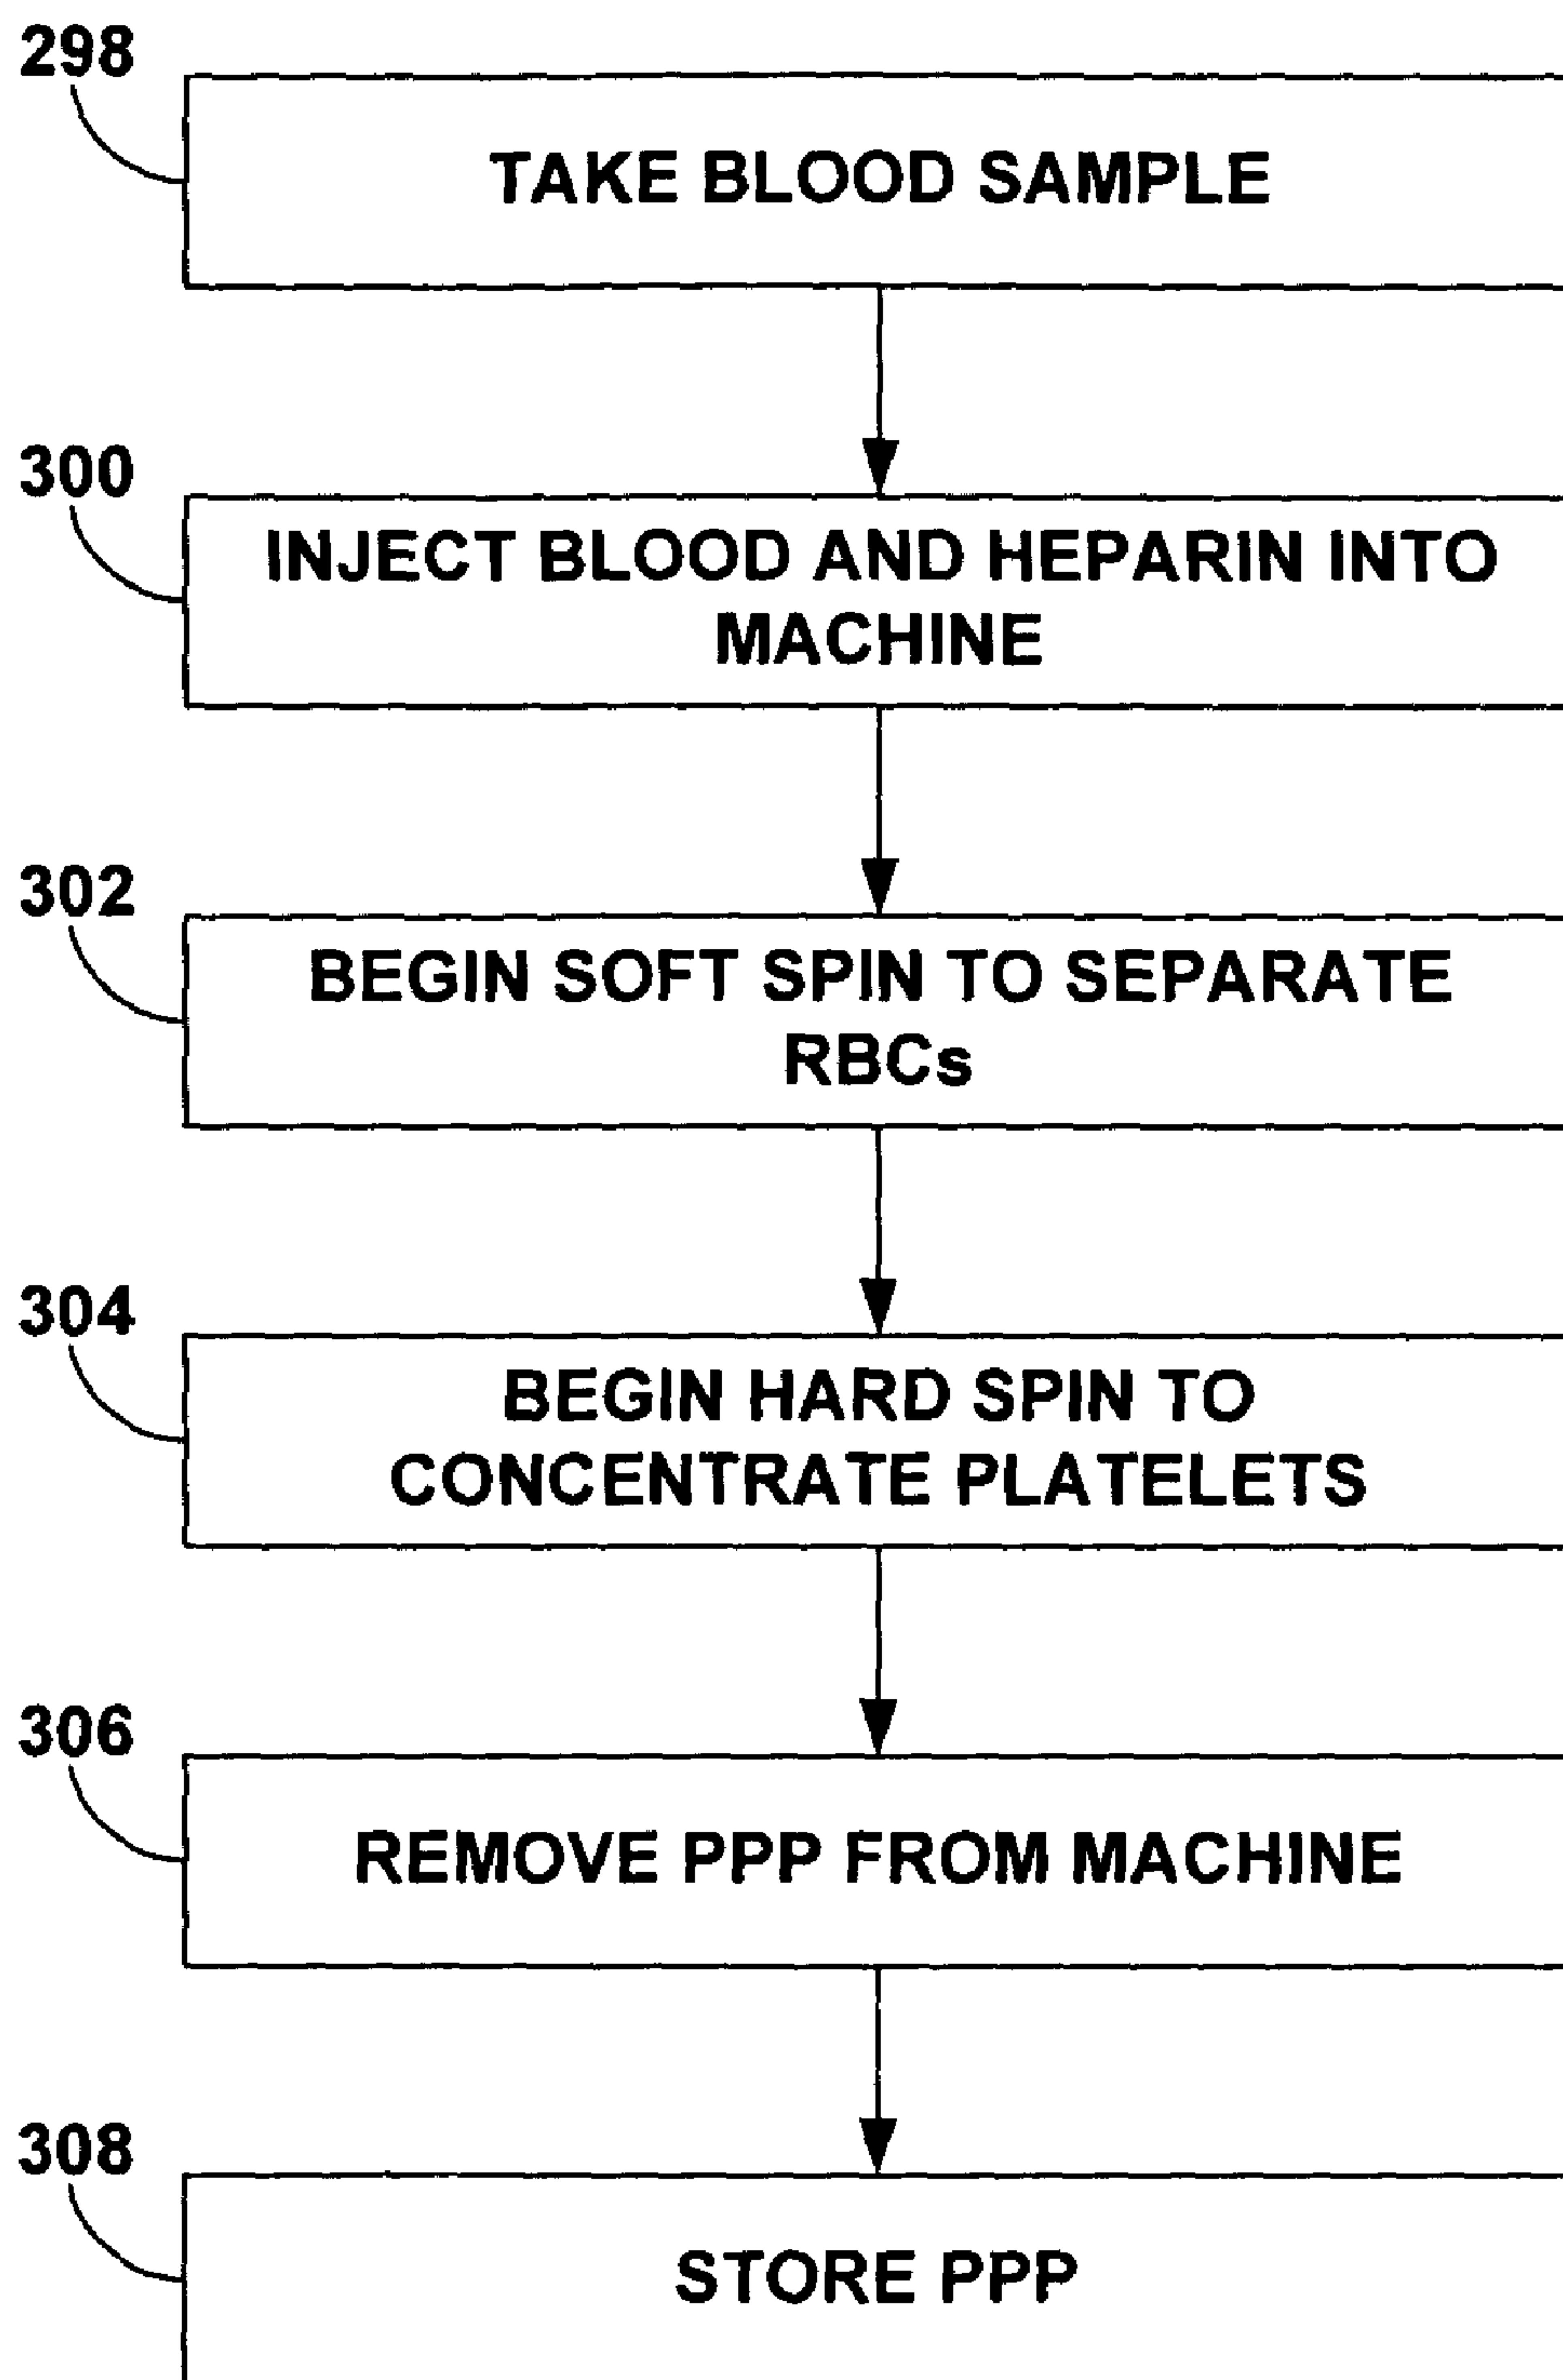 298
TAKE BLOOD SAMPLE
300
INJECT BLOOD AND HEPARIN INTO
MACHINE
302
BEGIN SOFT SPIN TO SEPARATE
RBCs
304
BEGIN HARD SPIN TO
CONCENTRATE PLATELETS
306
REMOVE PPP FROM MACHINE
308
STORE PPP